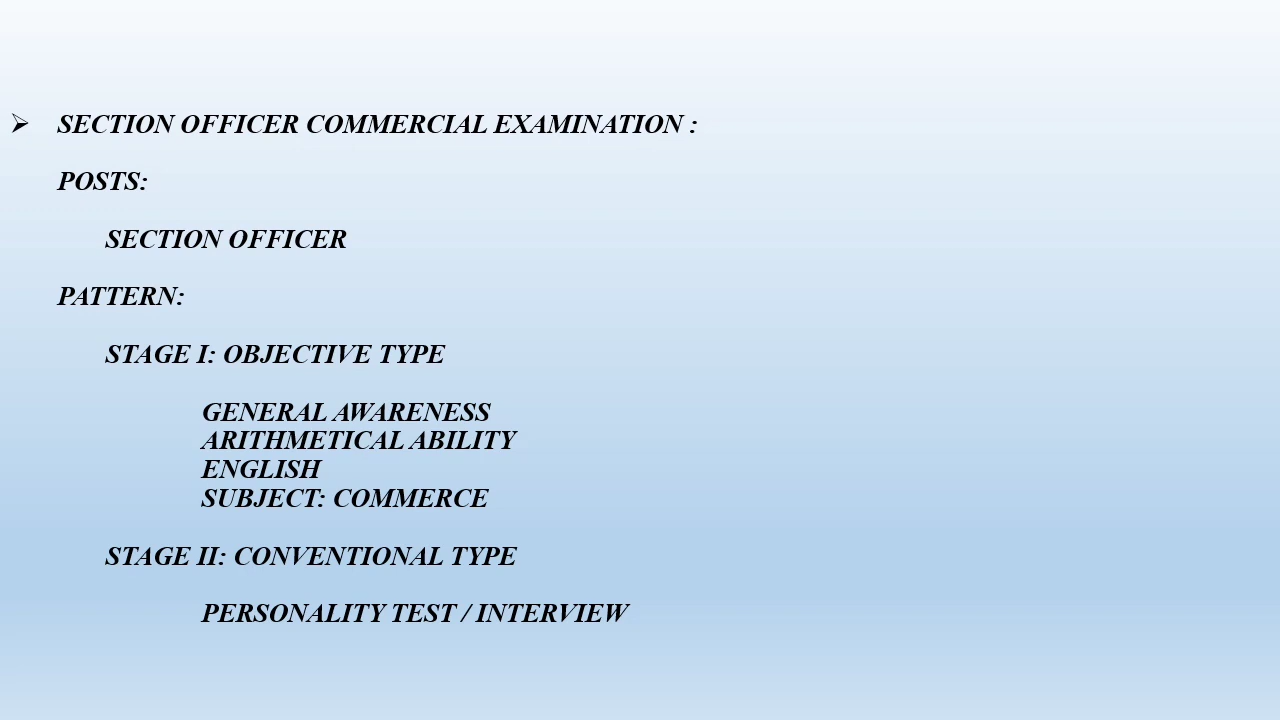 ➢ SECTION OFFICER COMMERCIAL EXAMINATION :
POSTS:
SECTION OFFICER
PATTERN:
STAGE I: OBJECTIVE TYPE
GENERAL AWARENESS
ARITHMETICAL ABILITY
ENGLISH
SUBJECT: COMMERCE
STAGE II: CONVENTIONAL TYPE
PERSONALITY TEST / INTERVIEW